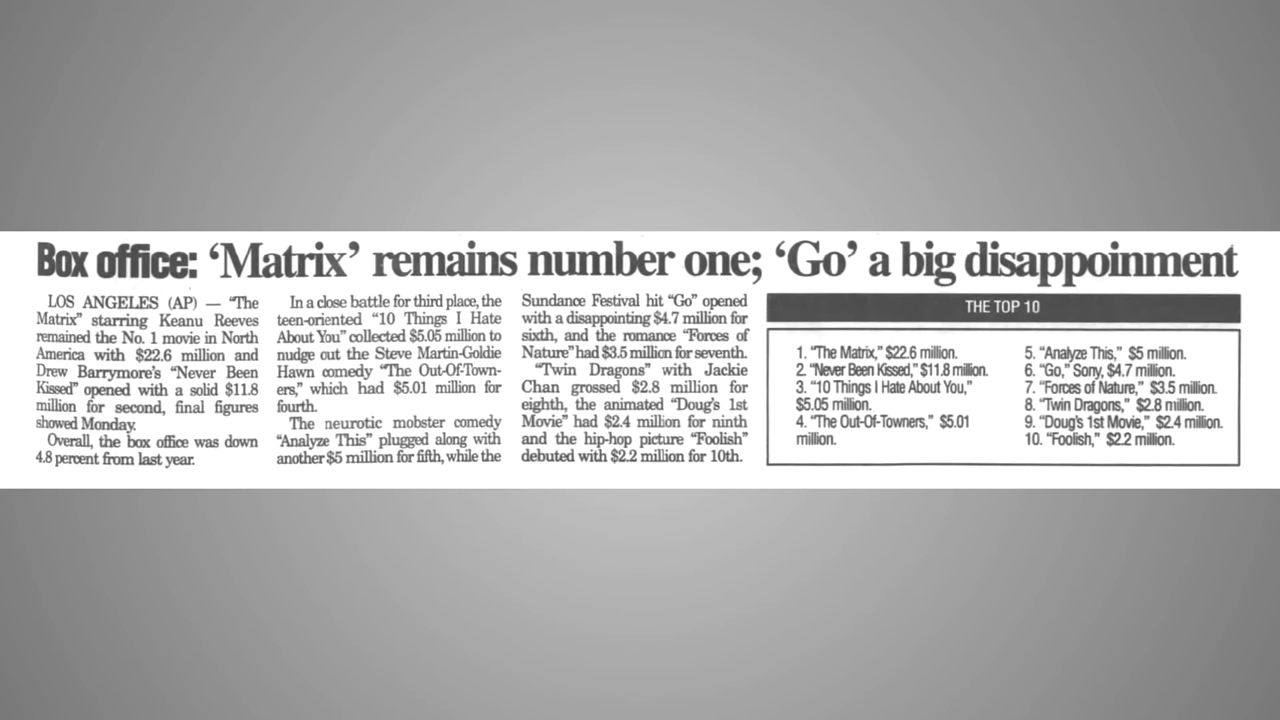 Box office: ‘Matrix’ remains number one; ‘Go’ a big disappoinment
LOS ANGELES (AP) — “The
Matrix” starring Keanu Reeves
remained the No. 1 movie in North
America with $22.6 million and
Drew Barrymore’s “Never Been
Kissed” opened with a solid $11.8
million for second, final figures
showed Monday.
Overall, the box office was down
4.8 percent from last year.
In a close battle for third place, the
teen-oriented “10 Things I Hate
About You” collected $5.05 million to
nudge out the Steve Martin-Goldie
Hawn comedy “The Out-Of-Town-
ers,” which had $5.01 million for
fourth.
The neurotic mobster comedy
“Analyze This” plugged along with
another $5 million for fifth, while the
Sundance Festival hit “Go” opened
with a disappointing $4.7 million for
sixth, and the romance “Forces of
Nature” had $3.5 million for seventh.
“Twin Dragons” with Jackie
Chan grossed $2.8 million for
eighth, the animated “Doug’s 1st
Movie” had $2.4 million for ninth
and the hip-hop picture “Foolish”
debuted with $2.2 million for 10th.
THE TOP 10
1. “The Matrix,” $22.6 million.
2. “Never Been Kissed,” $11.8 million.
3. “10 Things I Hate About You,”
$5.05 million.
4. “The Out-Of-Towners,” $5.01
million.
5. “Analyze This,” $5 million.
6. “Go,” Sony, $4.7 million.
7. “Forces of Nature,” $3.5 million.
8. “Twin Dragons,” $2.8 million.
9. “Doug’s 1st Movie,” $2.4 million.
10. “Foolish,” $2.2 million.